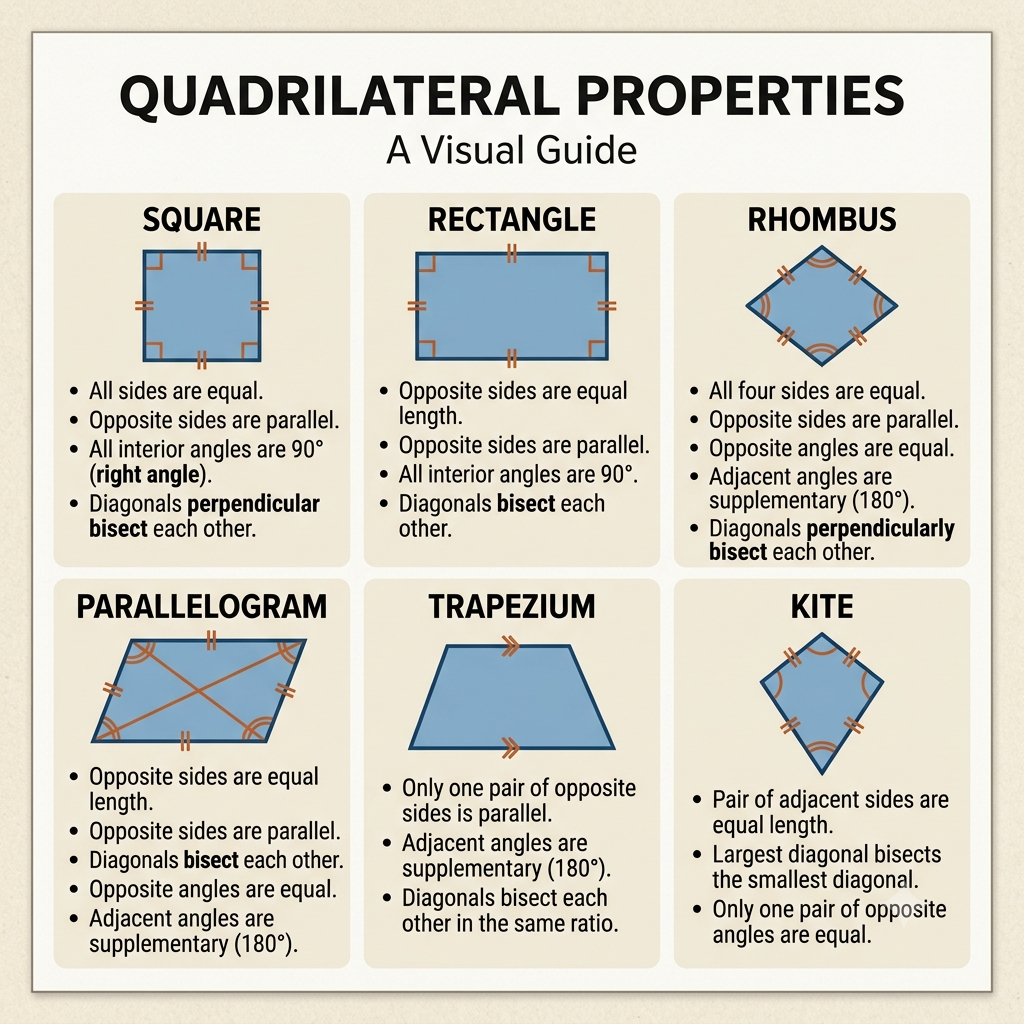 QUADRILATERAL PROPERTIES
A Visual Guide
SQUARE
• All sides are equal.
• Opposite sides are parallel.
• All interior angles are 90°
(right angle).
• Diagonals perpendicular
bisect each other.
RECTANGLE
• Opposite sides are equal
length.
• Opposite sides are parallel.
• All interior angles are 90°.
• Diagonals bisect each
other.
RHOMBUS
• All four sides are equal.
• Opposite sides are parallel.
• Opposite angles are equal.
• Adjacent angles are
supplementary (180°).
• Diagonals perpendicularly
bisect each other.
PARALLELOGRAM
• Opposite sides are equal
length.
• Opposite sides are parallel.
• Diagonals bisect each other.
• Opposite angles are equal.
• Adjacent angles are
supplementary (180°).
TRAPEZIUM
• Only one pair of opposite
sides is parallel.
• Adjacent angles are
supplementary (180°).
• Diagonals bisect each
other in the same ratio.
KITE
• Pair of adjacent sides are
equal length.
• Largest diagonal bisects
the smallest diagonal.
• Only one pair of opposite
angles are equal.